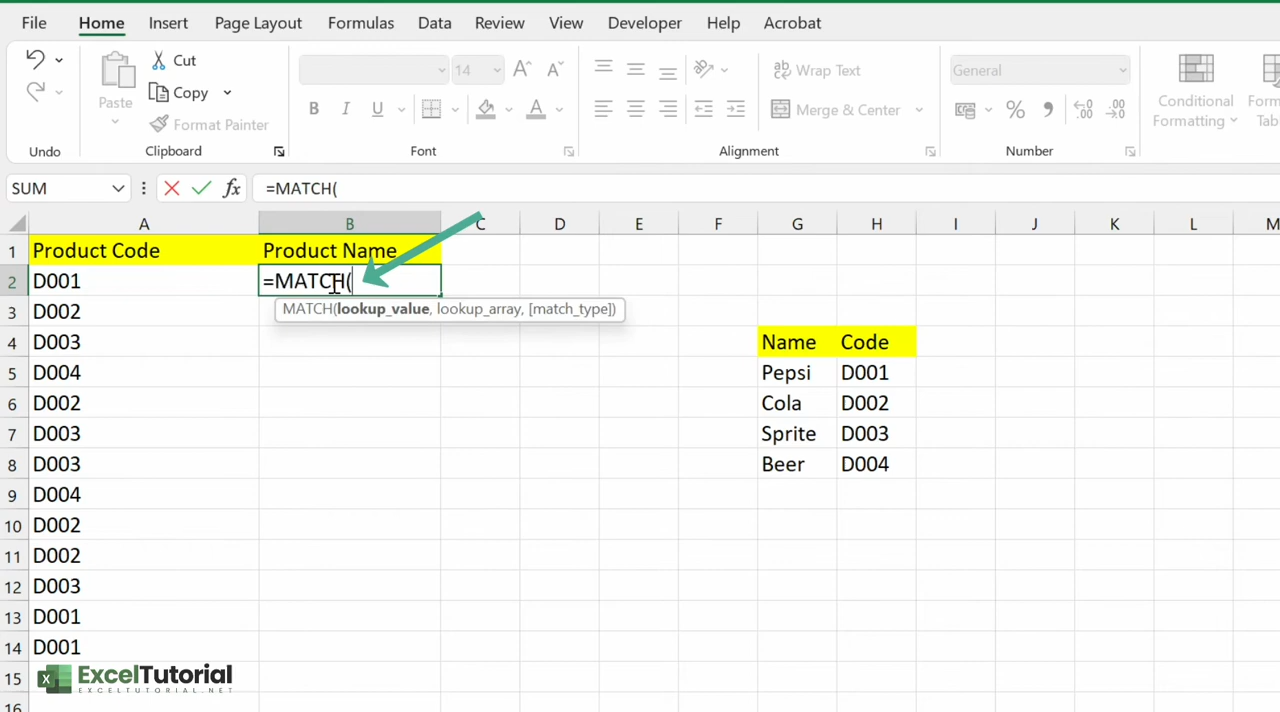 File Home Insert Page Layout Formulas Data Review View Developer Help Acrobat
Cut
Copy
Format Painter
Paste
14
Wrap Text
Merge & Center
General
Conditional
Formatting
Undo Clipboard Font Alignment Number
SUM =MATCH(
A B C D E F G H I J K L M
1 Product Code Product Name
2 D001 =MATCH(
MATCH(lookup_value, lookup_array, [match_type])
3 D002
4 D003 Name Code
5 D004 Pepsi D001
6 D002 Cola D002
7 D003 Sprite D003
8 D003 Beer D004
9 D004
10 D002
11 D002
12 D003
13 D001
14 D001
15
16
ExcelTutorial
EXCELTUTORIAL.NET